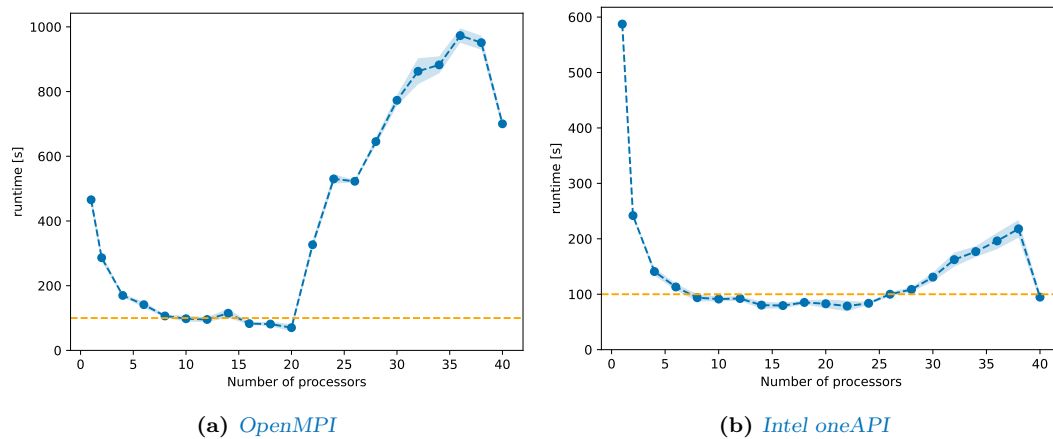 1000
800
600
400
200
0
runtime [s]
0 5 10 15 20 25 30 35 40
Number of processors
(a) OpenMPI
600
500
400
300
200
100
0
runtime [s]
0 5 10 15 20 25 30 35 40
Number of processors
(b) Intel oneAPI